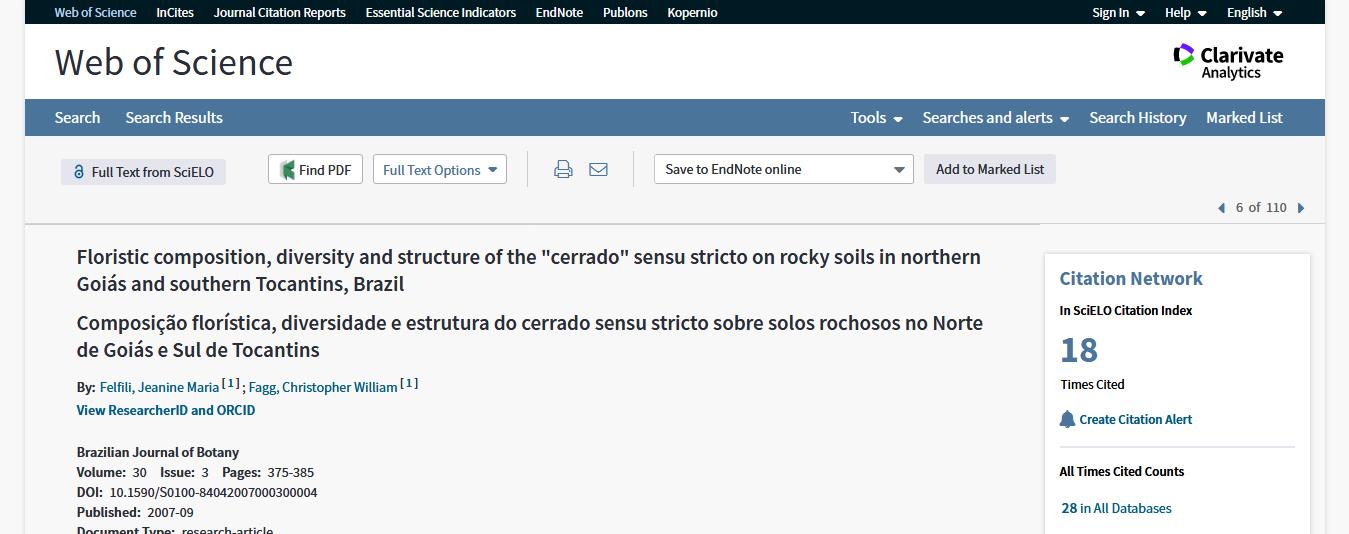 Web of Science InCites Journal Citation Reports Essential Science Indicators EndNote Publons Kopernio Sign In Help English
Web of Science
Clarivate
Analytics
Search Search Results Tools Searches and alerts Search History Marked List
Full Text from SciELO Find PDF Full Text Options Save to EndNote online Add to Marked List
6 of 110
Floristic composition, diversity and structure of the "cerrado" sensu stricto on rocky soils in northern
Goiás and southern Tocantins, Brazil
Composição florística, diversidade e estrutura do cerrado sensu stricto sobre solos rochosos no Norte
de Goiás e Sul de Tocantins
By: Felfili, Jeanine Maria [1]; Fagg, Christopher William [1]
View ResearcherID and ORCID
Brazilian Journal of Botany
Volume: 30 Issue: 3 Pages: 375-385
DOI: 10.1590/S0100-84042007000300004
Published: 2007-09
Document Type: research-article
Citation Network
In SciELO Citation Index
18
Times Cited
Create Citation Alert
All Times Cited Counts
28 in All Databases